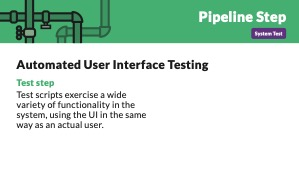 Pipeline Step
System Test
Automated User Interface Testing
Test step
Test scripts exercise a wide
variety of functionality in the
system, using the UI in the same
way as an actual user.